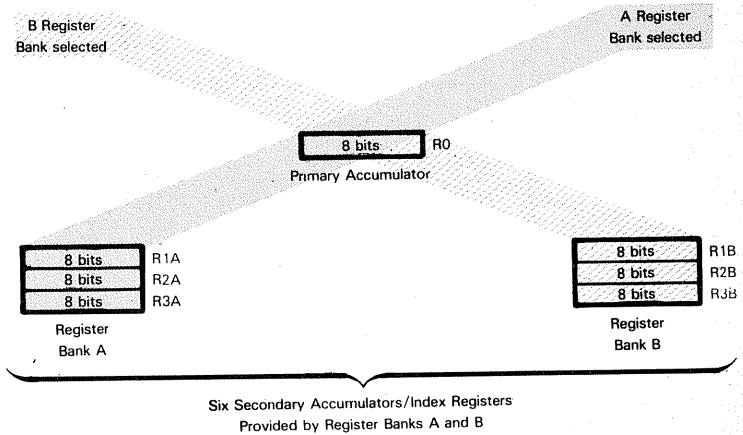 B Register
Bank selected
A Register
Bank selected
8 bits R0
Primary Accumulator
8 bits R1A
8 bits R2A
8 bits R3A
Register
Bank A
8 bits R1B
8 bits R2B
8 bits R3B
Register
Bank B
Six Secondary Accumulators/Index Registers
Provided by Register Banks A and B